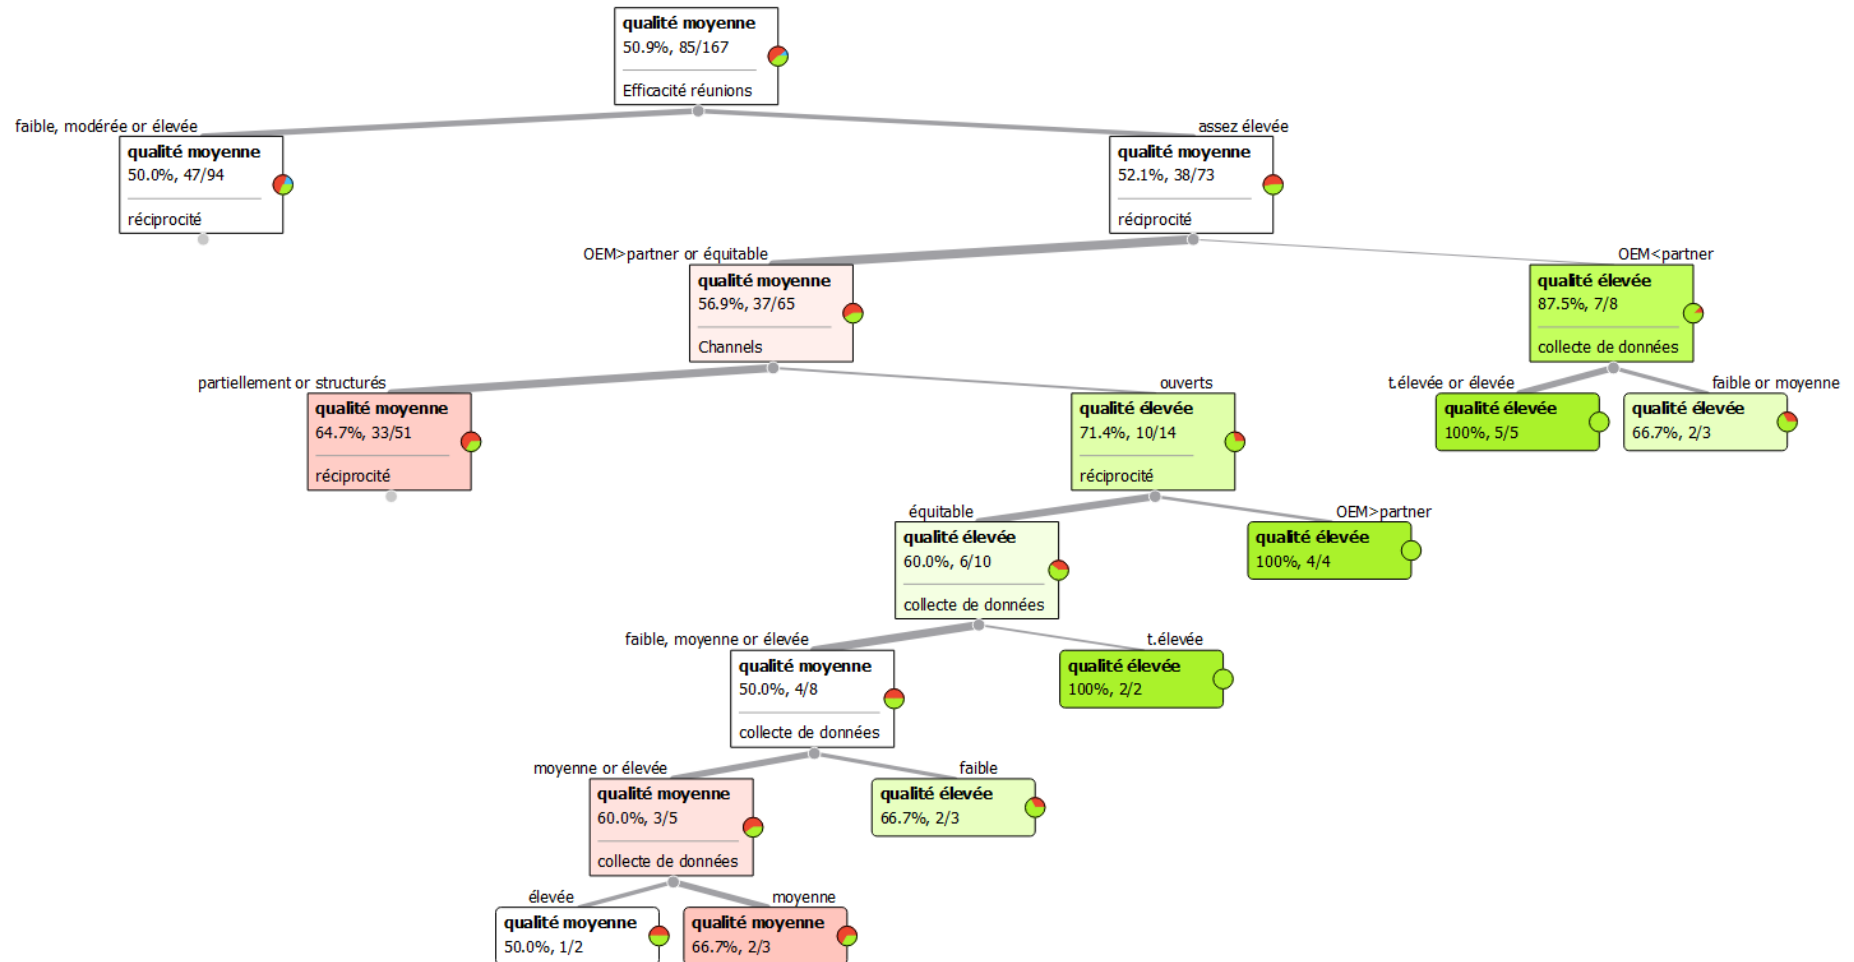 qualité moyenne
50.9%, 85/167
Efficacité réunions
faible, modérée or élevée
assez élevée
qualité moyenne
50.0%, 47/94
réciprocité
qualité moyenne
52.1%, 38/73
réciprocité
OEM>partner or équitable
OEM<partner
qualité moyenne
56.9%, 37/65
Channels
qualité élevée
87.5%, 7/8
collecte de données
partiellement or structurés
ouverts
t.élevée or élevée
faible or moyenne
qualité moyenne
64.7%, 33/51
réciprocité
qualité élevée
71.4%, 10/14
réciprocité
qualité élevée
100%, 5/5
qualité élevée
66.7%, 2/3
équitable
OEM>partner
qualité élevée
60.0%, 6/10
collecte de données
qualité élevée
100%, 4/4
faible, moyenne or élevée
t.élevée
qualité moyenne
50.0%, 4/8
collecte de données
qualité élevée
100%, 2/2
moyenne or élevée
faible
qualité moyenne
60.0%, 3/5
collecte de données
qualité élevée
66.7%, 2/3
élevée
moyenne
qualité moyenne
50.0%, 1/2
qualité moyenne
66.7%, 2/3